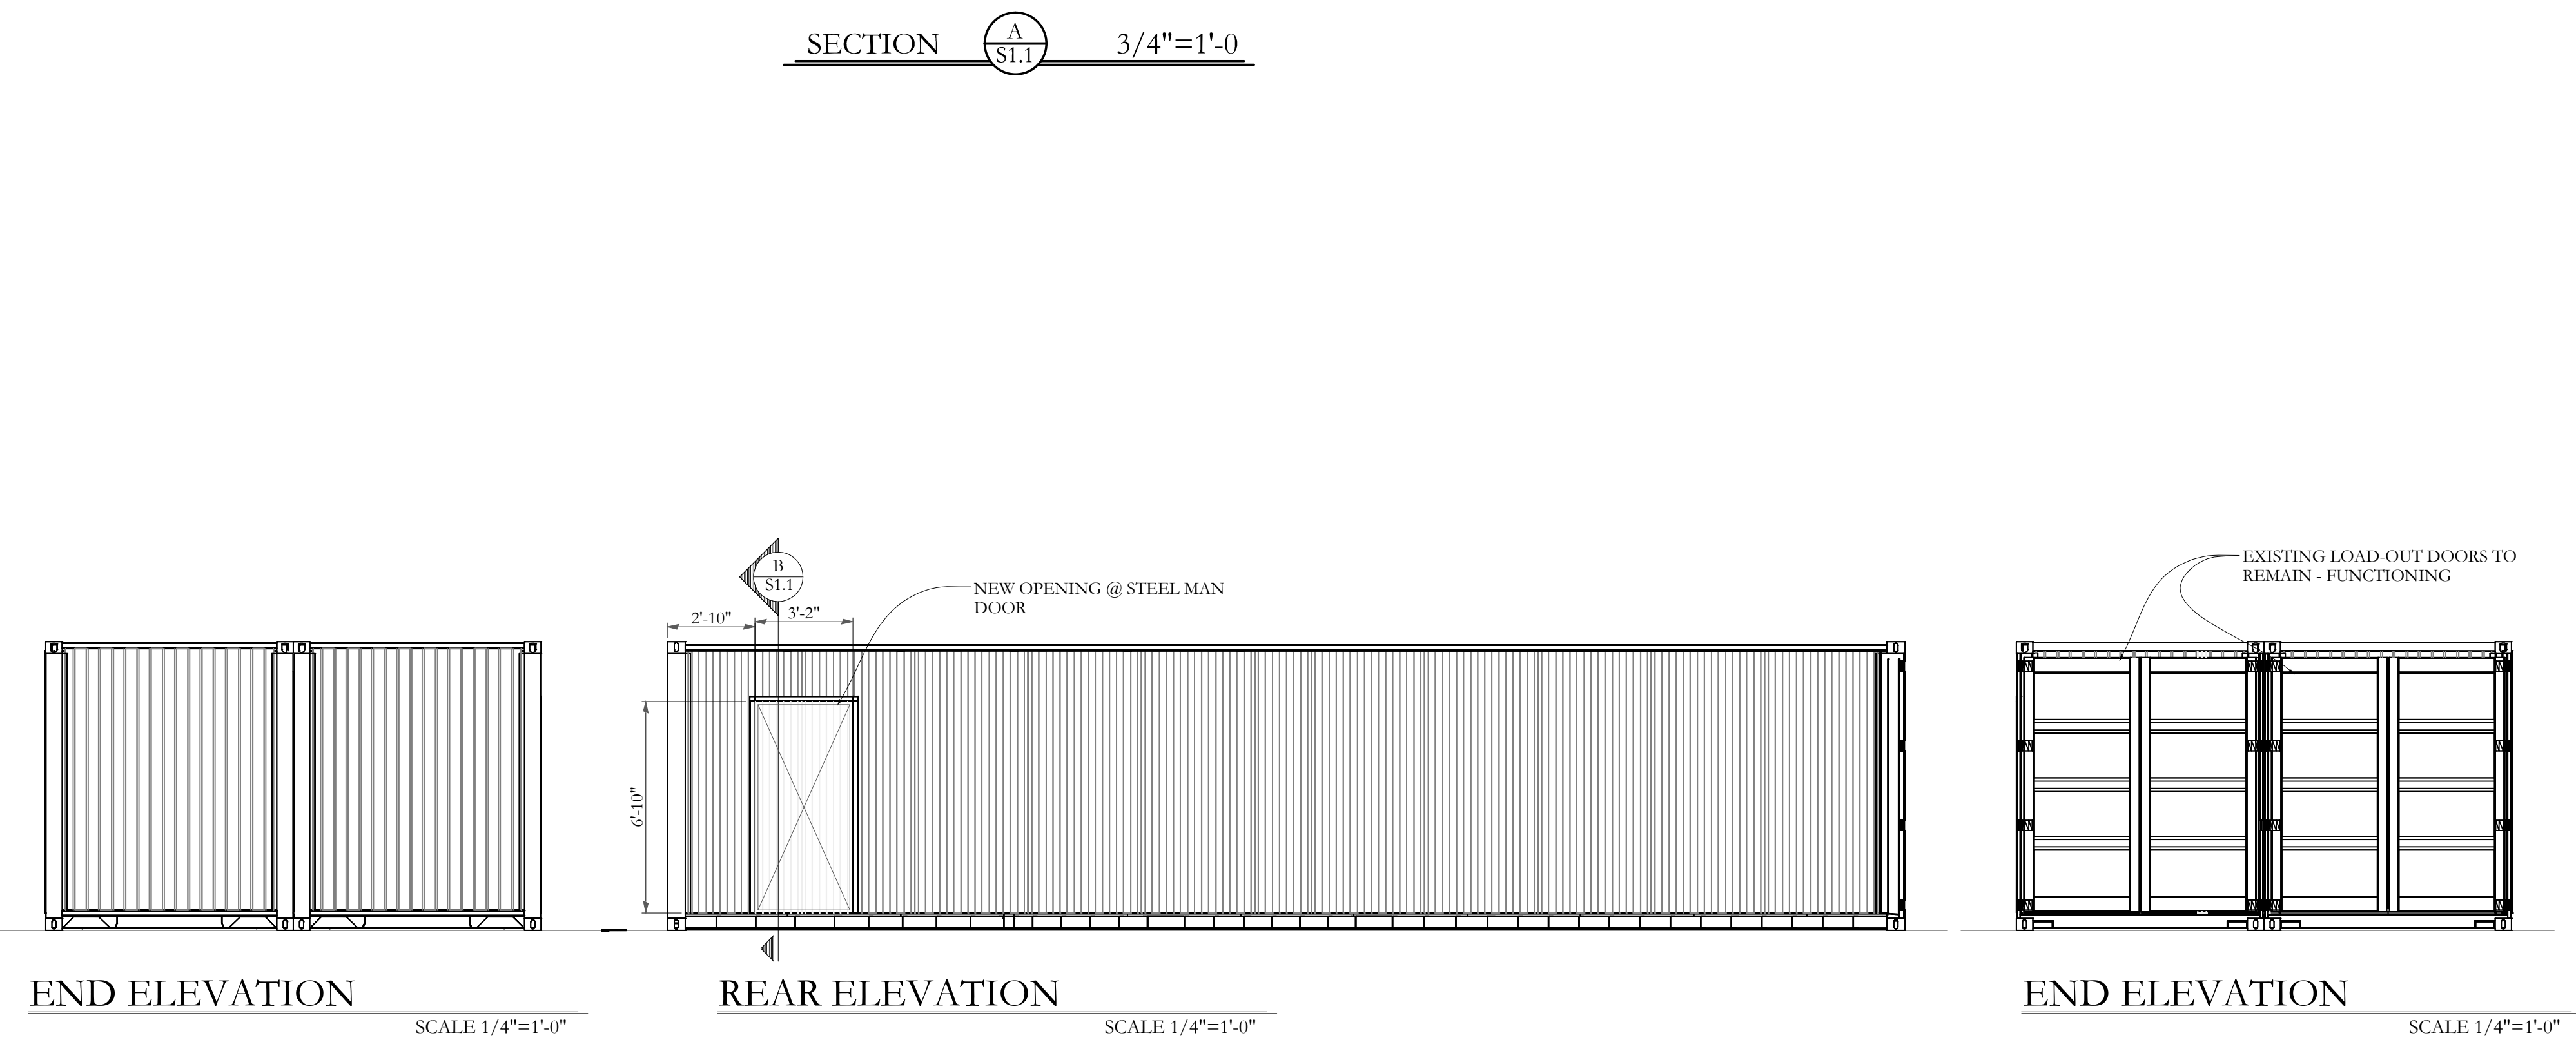 SECTION A 3/4"=1'-0
S1.1
B
S1.1
NEW OPENING @ STEEL MAN
DOOR
2'-10" 3'-2"
6'-10"
EXISTING LOAD-OUT DOORS TO
REMAIN - FUNCTIONING
END ELEVATION
SCALE 1/4"=1'-0"
REAR ELEVATION
SCALE 1/4"=1'-0"
END ELEVATION
SCALE 1/4"=1'-0"